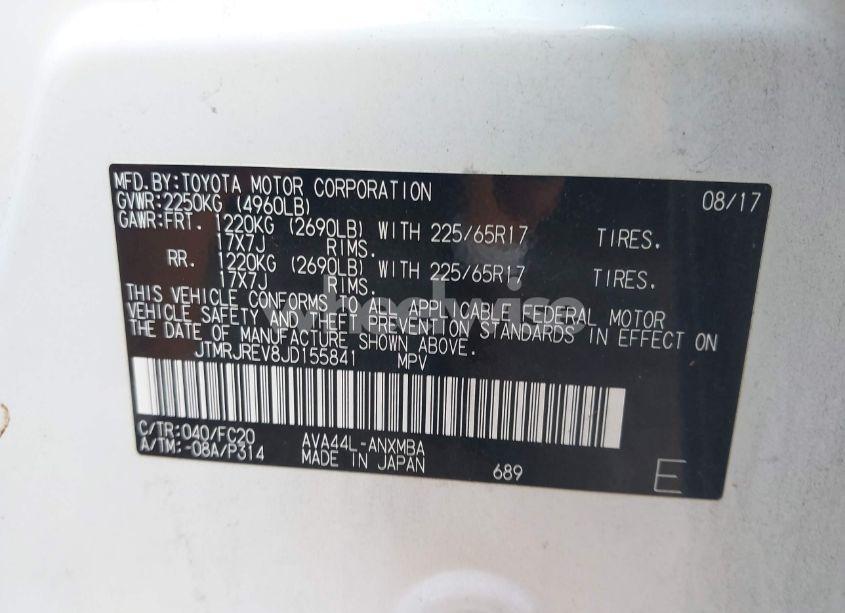 MFD.BY:TOYOTA MOTOR CORPORATION 08/17
GVWR:2250KG (4960LB)
GAWR:FRT. 1220KG (2690LB) WITH 225/65R17 TIRES.
17X7J RIMS.
RR. 1220KG (2690LB) WITH 225/65R17 TIRES.
17X7J RIMS.
THIS VEHICLE CONFORMS TO ALL APPLICABLE FEDERAL MOTOR
VEHICLE SAFETY AND THEFT PREVENTION STANDARDS IN EFFECT ON
THE DATE OF MANUFACTURE SHOWN ABOVE.
JTMRJREV8JD155841 MPV
C/TR:040/FC20 AVA44L-ANXMBA
A/TM:-08A/P314 MADE IN JAPAN 689 E
wheelwise